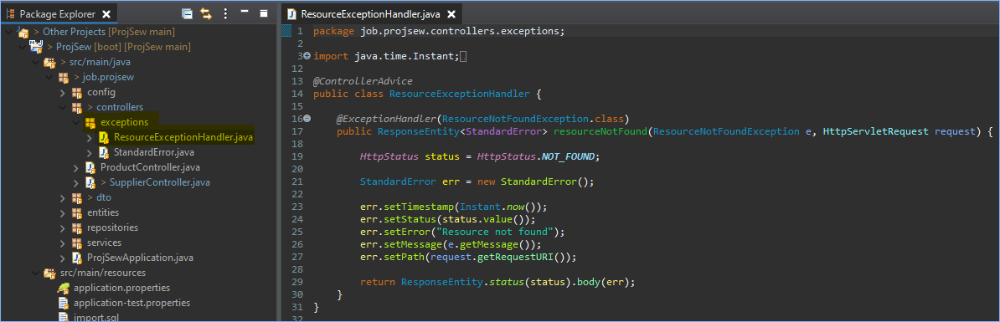 Package Explorer
> Other Projects [ProjSew main]
> ProjSew [boot] [ProjSew main]
> src/main/java
> job.projsew
config
> controllers
exceptions
> ResourceExceptionHandler.java
> StandardError.java
ProductController.java
> SupplierController.java
> dto
entities
repositories
services
ProjSewApplication.java
src/main/resources
application.properties
application-test.properties
import.sql
ResourceExceptionHandler.java
1 package job.projsew.controllers.exceptions;
2
3 import java.time.Instant;
12
13 @ControllerAdvice
14 public class ResourceExceptionHandler {
15
16 @ExceptionHandler(ResourceNotFoundException.class)
17 public ResponseEntity<StandardError> resourceNotFound(ResourceNotFoundException e, HttpServletRequest request) {
18
19 HttpStatus status = HttpStatus.NOT_FOUND;
20
21 StandardError err = new StandardError();
22
23 err.setTimestamp(Instant.now());
24 err.setStatus(status.value());
25 err.setError("Resource not found");
26 err.setMessage(e.getMessage());
27 err.setPath(request.getRequestURI());
28
29 return ResponseEntity.status(status).body(err);
30 }
31 }
32